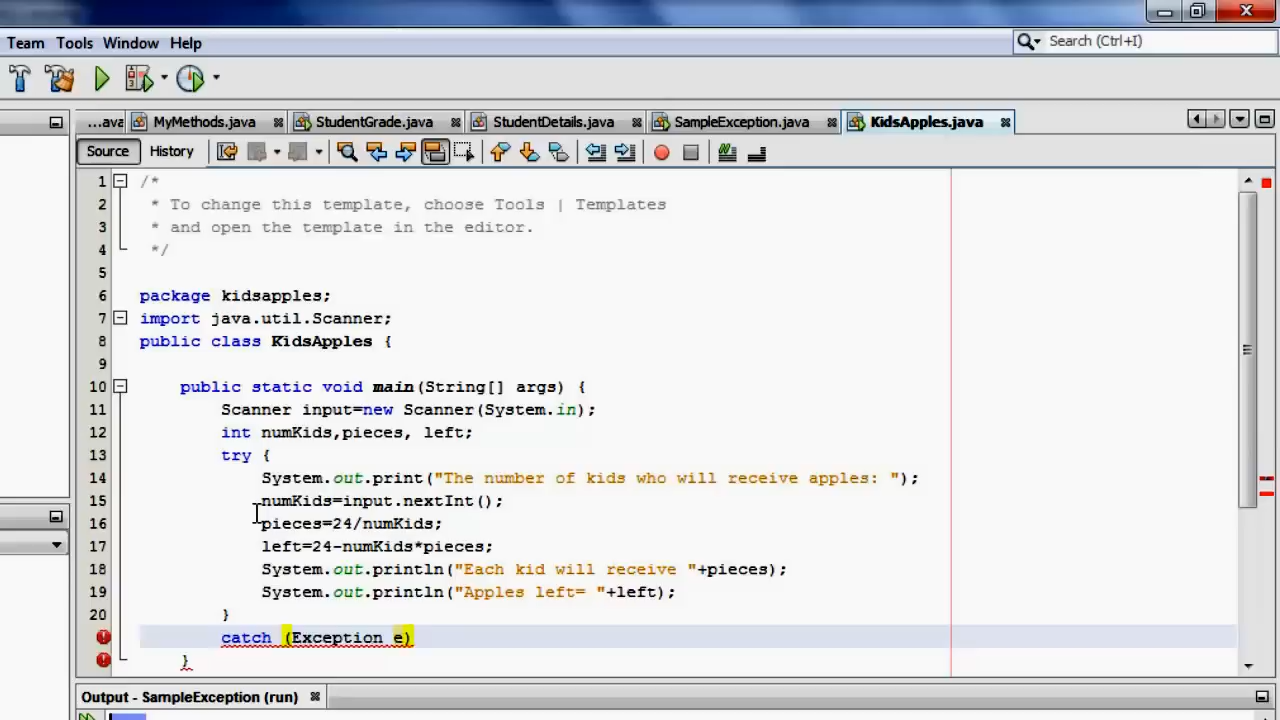 Team Tools Window Help
Search (Ctrl+I)
...ava MyMethods.java StudentGrade.java StudentDetails.java SampleException.java KidsApples.java
Source History
1 /*
2 * To change this template, choose Tools | Templates
3 * and open the template in the editor.
4 */
5
6 package kidsapples;
7 import java.util.Scanner;
8 public class KidsApples {
9
10 public static void main(String[] args) {
11 Scanner input=new Scanner(System.in);
12 int numKids,pieces, left;
13 try {
14 System.out.print("The number of kids who will receive apples: ");
15 numKids=input.nextInt();
16 pieces=24/numKids;
17 left=24-numKids*pieces;
18 System.out.println("Each kid will receive "+pieces);
19 System.out.println("Apples left= "+left);
20 }
catch (Exception e)
}
Output - SampleException (run)